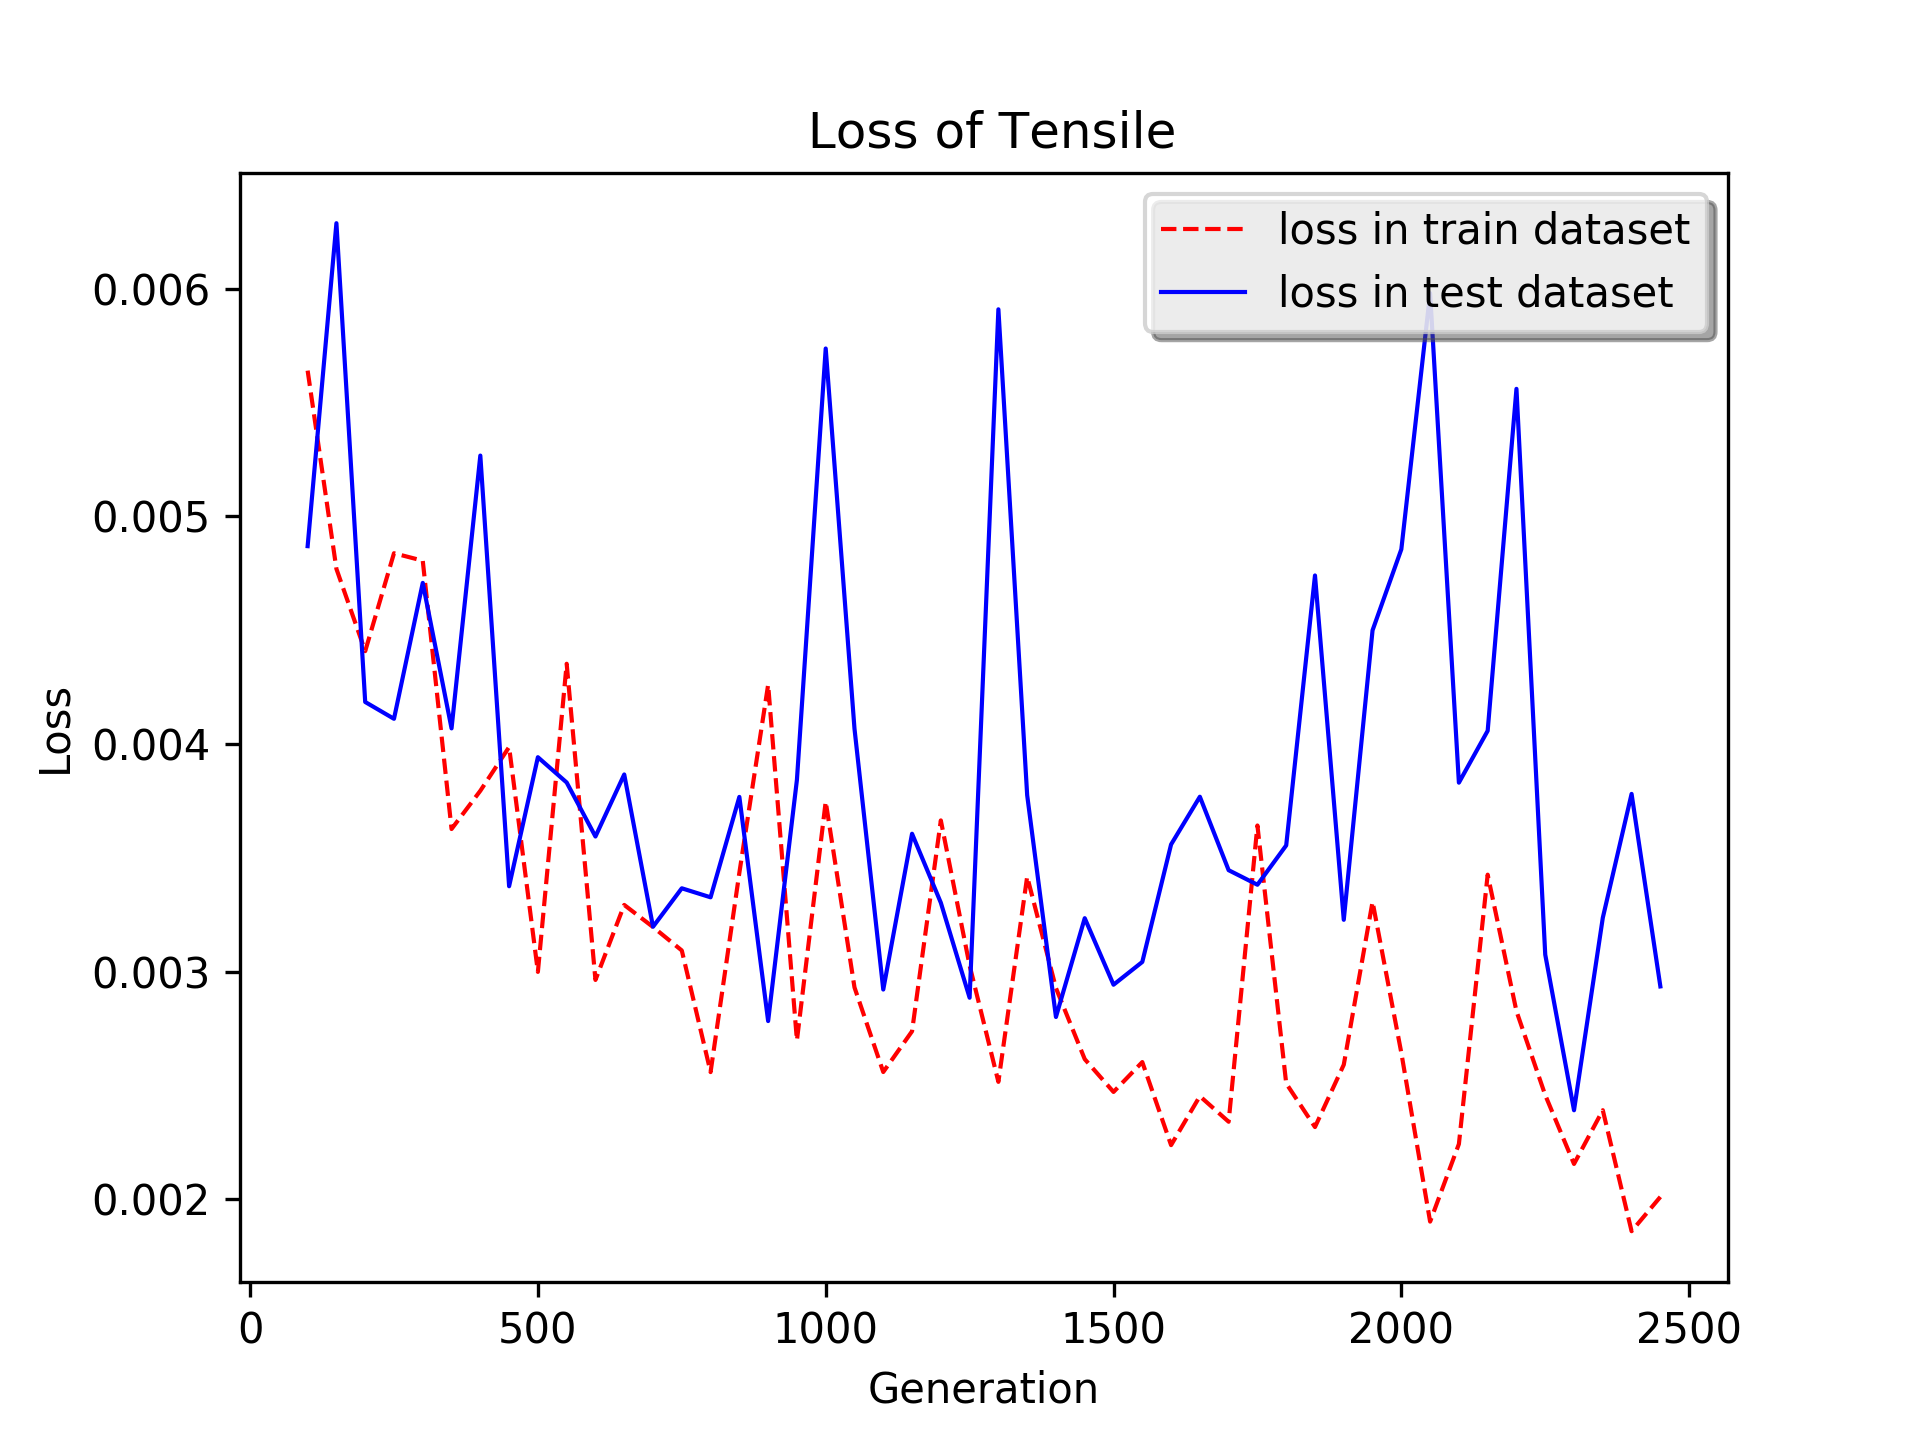 Loss of Tensile
loss in train dataset
loss in test dataset
0.006
0.005
0.004
0.003
0.002
Loss
0 500 1000 1500 2000 2500
Generation